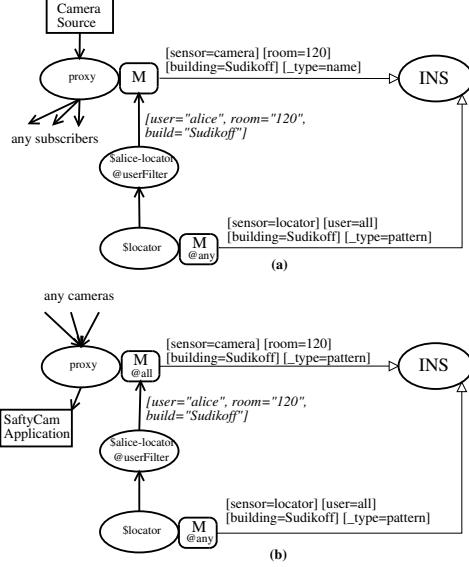 Camera
Source
[sensor=camera] [room=120]
[building=Sudikoff] [_type=name]
proxy
M
INS
any subscribers
[user="alice", room="120",
build="Sudikoff"]
$alice-locator
@userFilter
[sensor=locator] [user=all]
[building=Sudikoff] [_type=pattern]
$locator
M
@any
(a)
any cameras
[sensor=camera] [room=120]
[building=Sudikoff] [_type=pattern]
proxy
M
@all
INS
[user="alice", room="120",
build="Sudikoff"]
SaftyCam
Application
$alice-locator
@userFilter
[sensor=locator] [user=all]
[building=Sudikoff] [_type=pattern]
$locator
M
@any
(b)